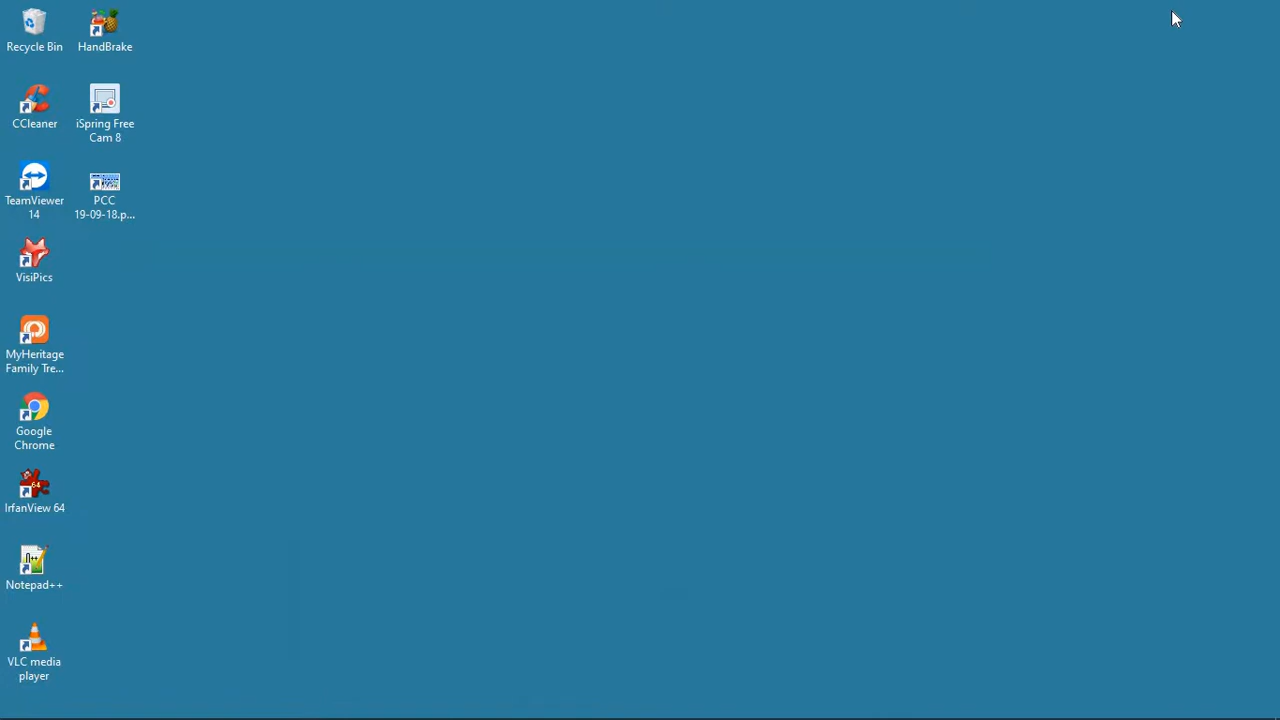 Recycle Bin
HandBrake
CCleaner
iSpring Free
Cam 8
TeamViewer
14
PCC
19-09-18.p...
VisiPics
MyHeritage
Family Tre...
Google
Chrome
64
IrfanView 64
Notepad++
VLC media
player